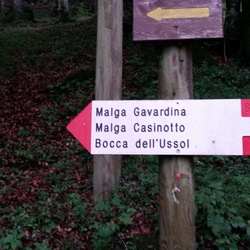 Malga Gavardina
Malga Casinotto
Bocca dell'Ussol